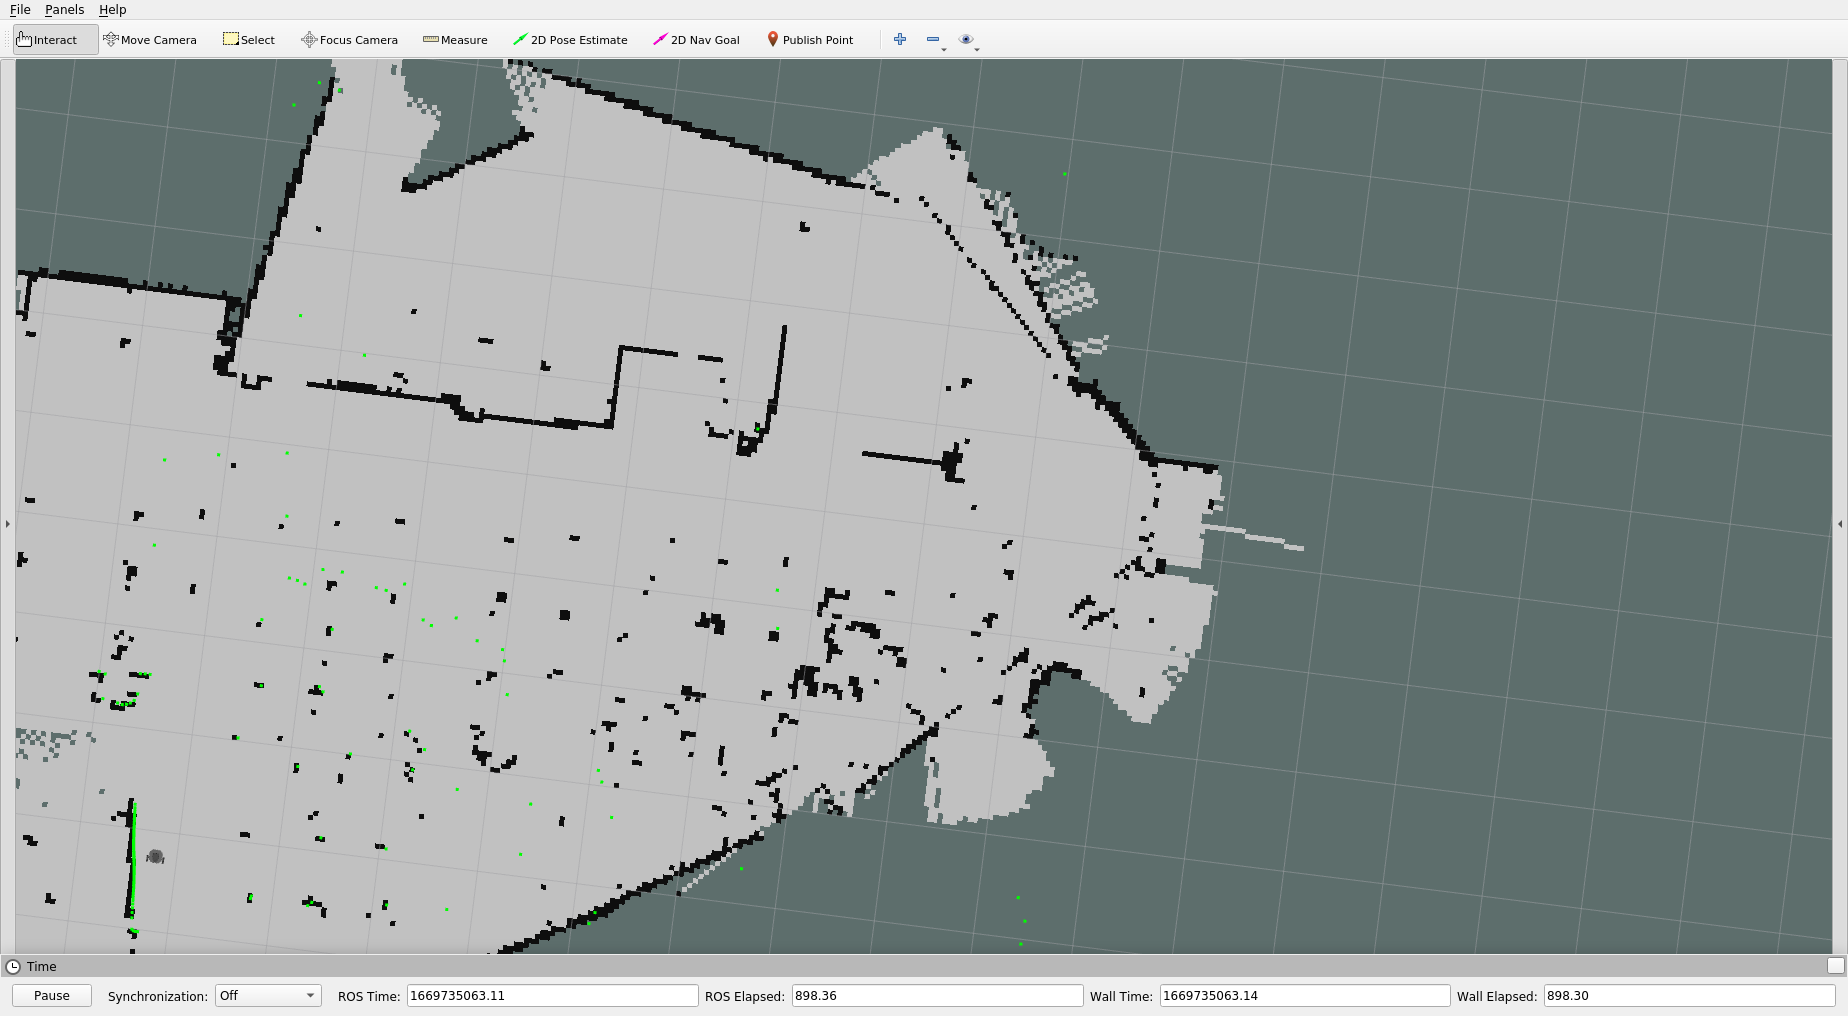 File Panels Help
Interact Move Camera Select Focus Camera Measure 2D Pose Estimate 2D Nav Goal Publish Point
Time
Pause Synchronization: Off ROS Time: 1669735063.11 ROS Elapsed: 898.36 Wall Time: 1669735063.14 Wall Elapsed: 898.30